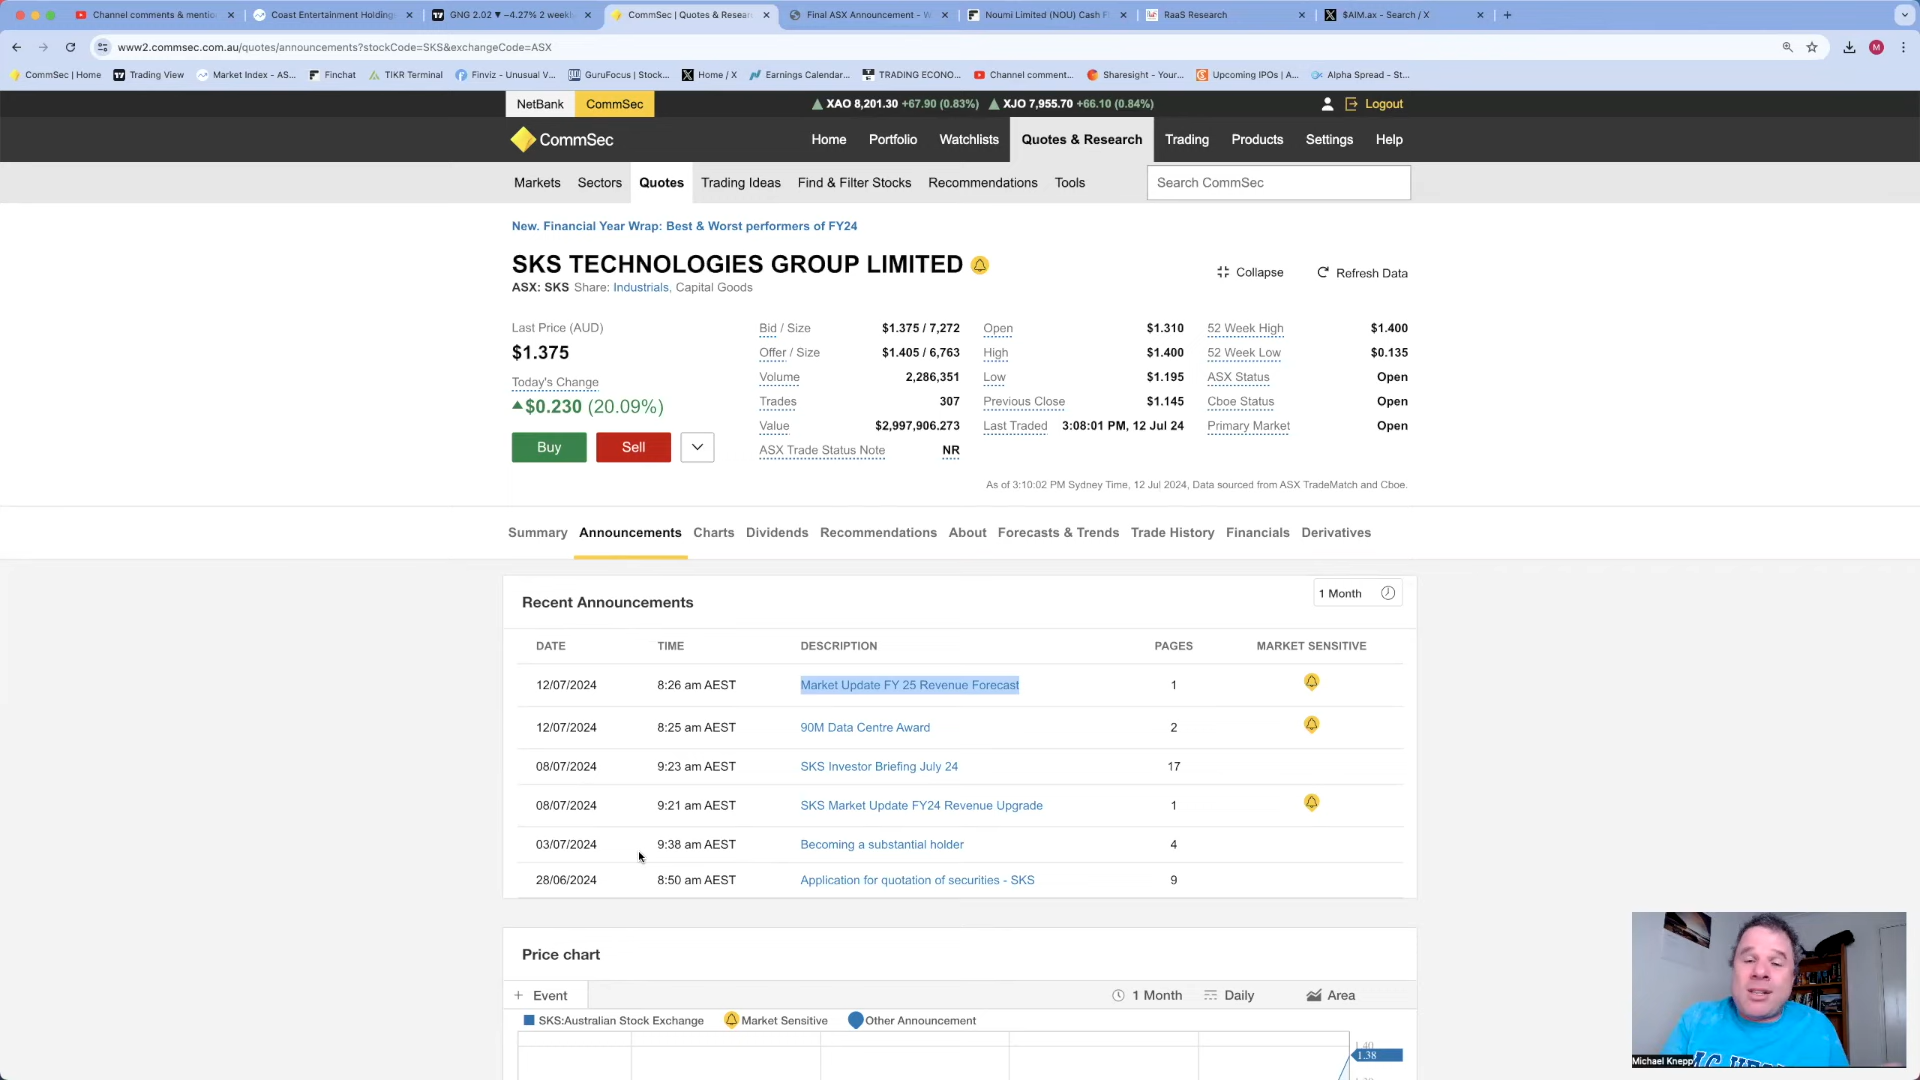 Channel comments & mentio
Coast Entertainment Holding
GNG 2.02 ▼ −4.27% 2 weekl
CommSec | Quotes & Resear
Final ASX Announcement - W
Noumi Limited (NOU) Cash F
RaaS Research
$AIM.ax - Search / X
www2.commsec.com.au/quotes/announcements?stockCode=SKS&exchangeCode=ASX
CommSec | Home
Trading View
Market Index - AS...
Finchat
TIKR Terminal
Finviz - Unusual V...
GuruFocus | Stock...
Home / X
Earnings Calendar...
TRADING ECONO...
Channel comment...
Sharesight - Your...
Upcoming IPOs | A...
Alpha Spread - St...
NetBank CommSec
XAO 8,201.30 +67.90 (0.83%) XJO 7,955.70 +66.10 (0.84%)
Logout
CommSec
Home Portfolio Watchlists Quotes & Research Trading Products Settings Help
Markets Sectors Quotes Trading Ideas Find & Filter Stocks Recommendations Tools Search CommSec
New. Financial Year Wrap: Best & Worst performers of FY24
SKS TECHNOLOGIES GROUP LIMITED
Collapse Refresh Data
ASX: SKS Share: Industrials, Capital Goods
Last Price (AUD)
$1.375
Today's Change
$0.230 (20.09%)
Buy Sell
Bid / Size $1.375 / 7,272
Offer / Size $1.405 / 6,763
Volume 2,286,351
Trades 307
Value $2,997,906.273
ASX Trade Status Note NR
Open $1.310
High $1.400
Low $1.195
Previous Close $1.145
Last Traded 3:08:01 PM, 12 Jul 24
52 Week High $1.400
52 Week Low $0.135
ASX Status Open
Cboe Status Open
Primary Market Open
As of 3:10:02 PM Sydney Time, 12 Jul 2024, Data sourced from ASX TradeMatch and Cboe.
Summary Announcements Charts Dividends Recommendations About Forecasts & Trends Trade History Financials Derivatives
Recent Announcements
1 Month
DATE TIME DESCRIPTION PAGES MARKET SENSITIVE
12/07/2024 8:26 am AEST Market Update FY 25 Revenue Forecast 1
12/07/2024 8:25 am AEST 90M Data Centre Award 2
08/07/2024 9:23 am AEST SKS Investor Briefing July 24 17
08/07/2024 9:21 am AEST SKS Market Update FY24 Revenue Upgrade 1
03/07/2024 9:38 am AEST Becoming a substantial holder 4
28/06/2024 8:50 am AEST Application for quotation of securities - SKS 9
Price chart
+ Event
1 Month Daily Area
SKS:Australian Stock Exchange Market Sensitive Other Announcement
1.40
1.38
Michael Knepp